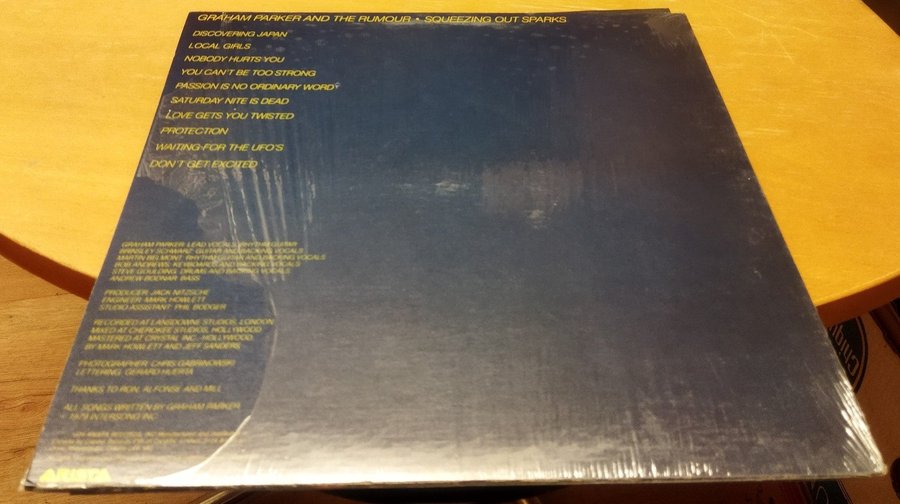 GRAHAM PARKER AND THE RUMOUR • SQUEEZING OUT SPARKS
DISCOVERING JAPAN
LOCAL GIRLS
NOBODY HURTS YOU
YOU CAN'T BE TOO STRONG
PASSION IS NO ORDINARY WORD
SATURDAY NITE IS DEAD
LOVE GETS YOU TWISTED
PROTECTION
WAITING FOR THE UFO'S
DON'T GET EXCITED
GRAHAM PARKER: LEAD VOCALS, RHYTHM GUITAR
BRINSLEY SCHWARZ: GUITAR AND BACKING VOCALS
MARTIN BELMONT: RHYTHM GUITAR AND BACKING VOCALS
BOB ANDREWS: KEYBOARDS AND BACKING VOCALS
STEVE GOULDING: DRUMS AND BACKING VOCALS
ANDREW BODNAR: BASS
PRODUCER: JACK NITZSCHE
ENGINEER: MARK HOWLETT
STUDIO ASSISTANT: PHIL BODGER
RECORDED AT LANSDOWNE STUDIOS, LONDON
MIXED AT CHEROKEE STUDIOS, HOLLYWOOD
MASTERED AT CRYSTAL INC., HOLLYWOOD,
BY MARK HOWLETT AND JEFF SANDERS
PHOTOGRAPHER: CHRIS GABRINOWSKI
LETTERING: GERARD HUERTA
THANKS TO RON, ALFONSE AND MILL
ALL SONGS WRITTEN BY GRAHAM PARKER
© 1979 INTERSONG INC.
ARISTA